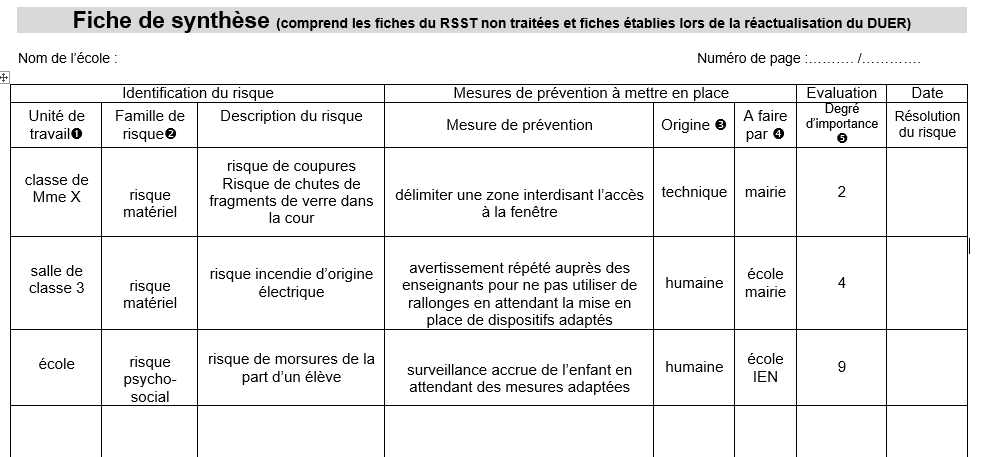 Fiche de synthèse (comprend les fiches du RSST non traitées et fiches établies lors de la réactualisation du DUER)
Nom de l'école :
Numéro de page :.......... /.............
Identification du risque
Mesures de prévention à mettre en place
Evaluation
Date
Unité de
travail❶
Famille de
risque❷
Description du risque
Mesure de prévention
Origine ❸
A faire
par ❹
Degré
d'importance
❺
Résolution
du risque
classe de
Mme X
risque
matériel
risque de coupures
Risque de chutes de
fragments de verre dans
la cour
délimiter une zone interdisant l'accès
à la fenêtre
technique
mairie
2
salle de
classe 3
risque
matériel
risque incendie d'origine
électrique
avertissement répété auprès des
enseignants pour ne pas utiliser de
rallonges en attendant la mise en
place de dispositifs adaptés
humaine
école
mairie
4
école
risque
psycho-
social
risque de morsures de la
part d'un élève
surveillance accrue de l'enfant en
attendant des mesures adaptées
humaine
école
IEN
9